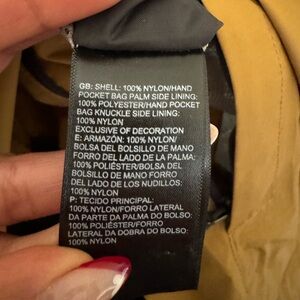 GB: SHELL: 100% NYLON/HAND
POCKET BAG PALM SIDE LINING:
100% POLYESTER/HAND POCKET
BAG KNUCKLE SIDE LINING:
100% NYLON
EXCLUSIVE OF DECORATION
E: ARMAZÓN: 100% NYLON/
BOLSA DEL BOLSILLO DE MANO
FORRO DEL LADO DE LA PALMA:
100% POLIÉSTER/BOLSA DEL
BOLSILLO DE MANO FORRO
DEL LADO DE LOS NUDILLOS:
100% NYLON
P: TECIDO PRINCIPAL:
100% NYLON/FORRO LATERAL
DA PARTE DA PALMA DO BOLSO:
100% POLIÉSTER/FORRO
LATERAL DA DOBRA DO BOLSO:
100% NYLON